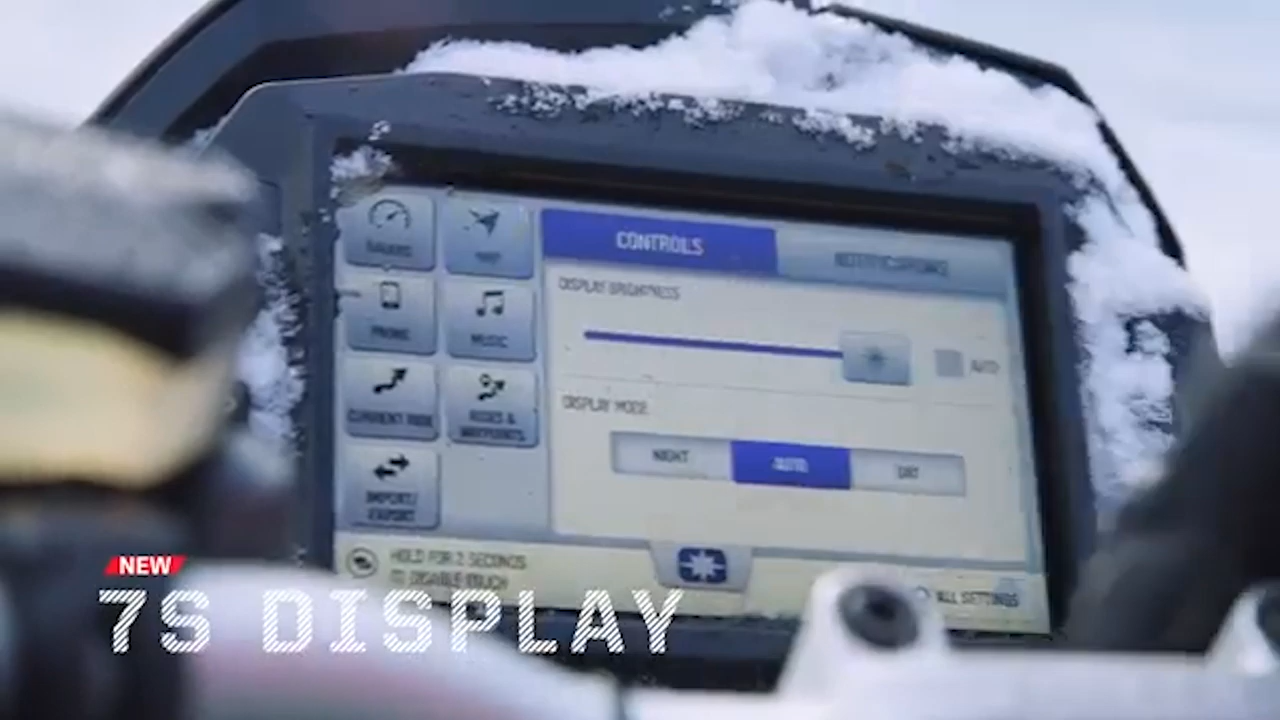 CONTROLS
NOTIFICATIONS
DISPLAY BRIGHTNESS
AUTO
GAUGES
MAP
PHONE
MUSIC
CURRENT RIDE
RIDES &
WAYPOINTS
IMPORT/
EXPORT
DISPLAY MODE
NIGHT
AUTO
DAY
HOLD FOR 2 SECONDS
TO DISABLE TOUCH
ALL SETTINGS
NEW
7S DISPLAY